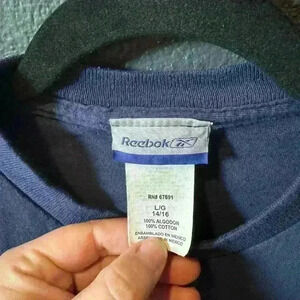 Reebok
RN# 67691
L/G
14/16
100% ALGODON
100% COTTON
ENSAMBLADO EN MEXICO
ASSEMBLED IN MEXICO